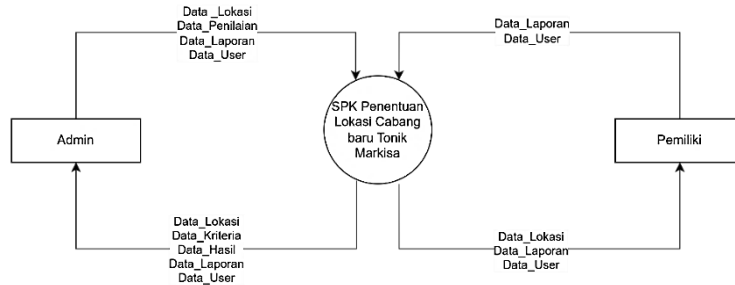 Data _Lokasi
Data_Penilaian
Data_Laporan
Data_User
Data_Laporan
Data_User
Admin
SPK Penentuan
Lokasi Cabang
baru Tonik
Markisa
Pemiliki
Data_Lokasi
Data_Kriteria
Data_Hasil
Data_Laporan
Data_User
Data_Lokasi
Data_Laporan
Data_User